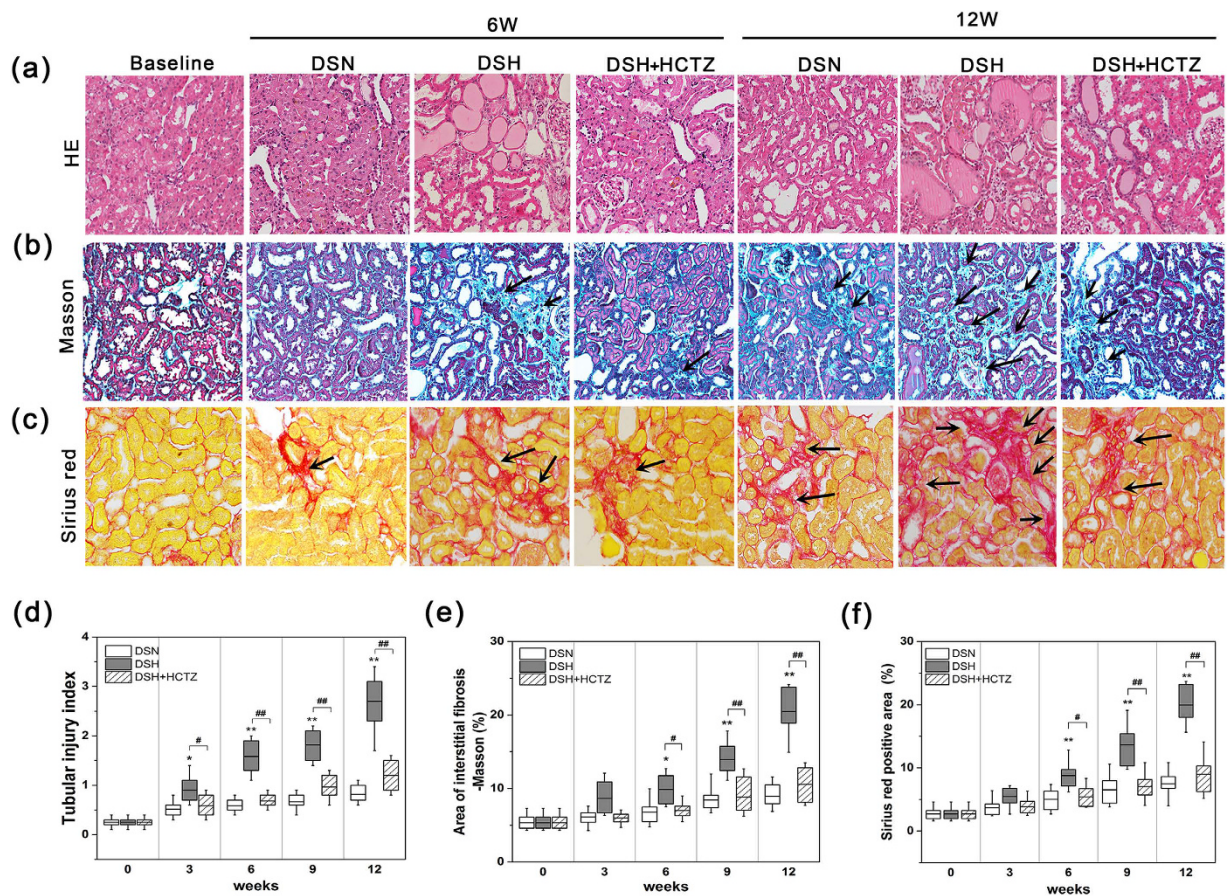 6W
12W
(a)
Baseline
DSN
DSH
DSH+HCTZ
DSN
DSH
DSH+HCTZ
HE
(b)
Masson
(c)
Sirius red
(d)
Tubular injury index
4
3
2
1
0
DSN
DSH
DSH+HCTZ
*
#
**
##
**
##
**
##
0 3 6 9 12
weeks
(e)
Area of interstitial fibrosis
-Masson (%)
30
20
10
0
DSN
DSH
DSH+HCTZ
*
#
**
##
**
##
0 3 6 9 12
weeks
(f)
Sirius red positive area (%)
30
20
10
0
DSN
DSH
DSH+HCTZ
**
#
**
##
**
##
0 3 6 9 12
weeks